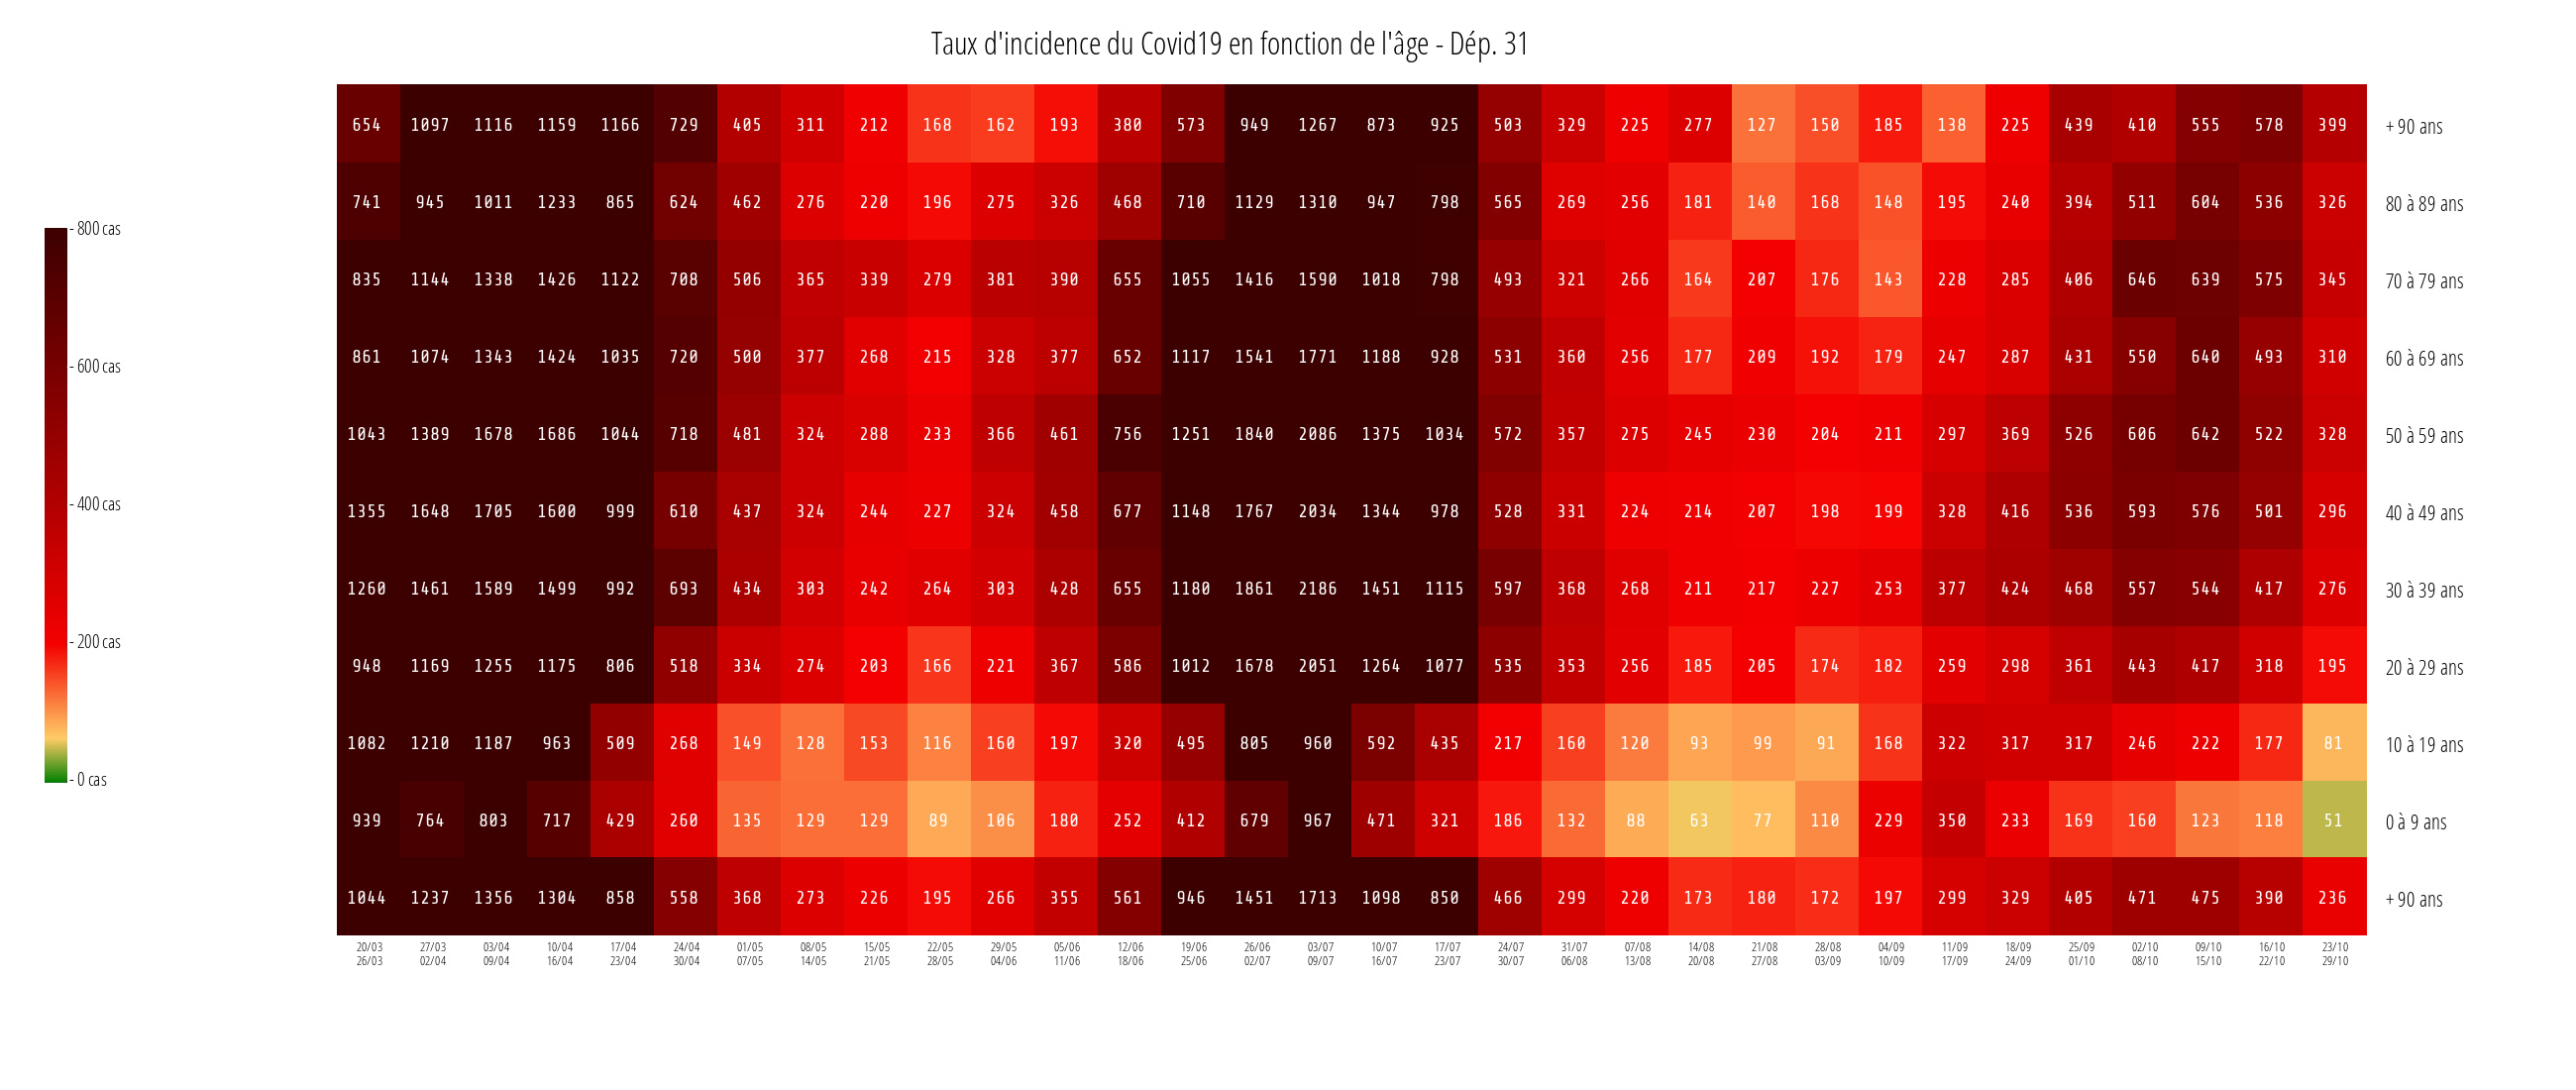 Taux d'incidence du Covid19 en fonction de l'âge - Dép. 31
- 800 cas
- 600 cas
- 400 cas
- 200 cas
- 0 cas
654 1097 1116 1159 1166 729 405 311 212 168 162 193 380 573 949 1267 873 925 503 329 225 277 127 150 185 138 225 439 410 555 578 399 + 90 ans
741 945 1011 1233 865 624 462 276 220 196 275 326 468 710 1129 1310 947 798 565 269 256 181 140 168 148 195 240 394 511 604 536 326 80 à 89 ans
835 1144 1338 1426 1122 708 506 365 339 279 381 390 655 1055 1416 1590 1018 798 493 321 266 164 207 176 143 228 285 406 646 639 575 345 70 à 79 ans
861 1074 1343 1424 1035 720 500 377 268 215 328 377 652 1117 1541 1771 1188 928 531 360 256 177 209 192 179 247 287 431 550 640 493 310 60 à 69 ans
1043 1389 1678 1686 1044 718 481 324 288 233 366 461 756 1251 1840 2086 1375 1034 572 357 275 245 230 204 211 297 369 526 606 642 522 328 50 à 59 ans
1355 1648 1705 1600 999 610 437 324 244 227 324 458 677 1148 1767 2034 1344 978 528 331 224 214 207 198 199 328 416 536 593 576 501 296 40 à 49 ans
1260 1461 1589 1499 992 693 434 303 242 264 303 428 655 1180 1861 2186 1451 1115 597 368 268 211 217 227 253 377 424 468 557 544 417 276 30 à 39 ans
948 1169 1255 1175 806 518 334 274 203 166 221 367 586 1012 1678 2051 1264 1077 535 353 256 185 205 174 182 259 298 361 443 417 318 195 20 à 29 ans
1082 1210 1187 963 509 268 149 128 153 116 160 197 320 495 805 960 592 435 217 160 120 93 99 91 168 322 317 317 246 222 177 81 10 à 19 ans
939 764 803 717 429 260 135 129 129 89 106 180 252 412 679 967 471 321 186 132 88 63 77 110 229 350 233 169 160 123 118 51 0 à 9 ans
1044 1237 1356 1304 858 558 368 273 226 195 266 355 561 946 1451 1713 1098 850 466 299 220 173 180 172 197 299 329 405 471 475 390 236 + 90 ans
20/03 27/03 03/04 10/04 17/04 24/04 01/05 08/05 15/05 22/05 29/05 05/06 12/06 19/06 26/06 03/07 10/07 17/07 24/07 31/07 07/08 14/08 21/08 28/08 04/09 11/09 18/09 25/09 02/10 09/10 16/10 23/10
26/03 02/04 09/04 16/04 23/04 30/04 07/05 14/05 21/05 28/05 04/06 11/06 18/06 25/06 02/07 09/07 16/07 23/07 30/07 06/08 13/08 20/08 27/08 03/09 10/09 17/09 24/09 01/10 08/10 15/10 22/10 29/10